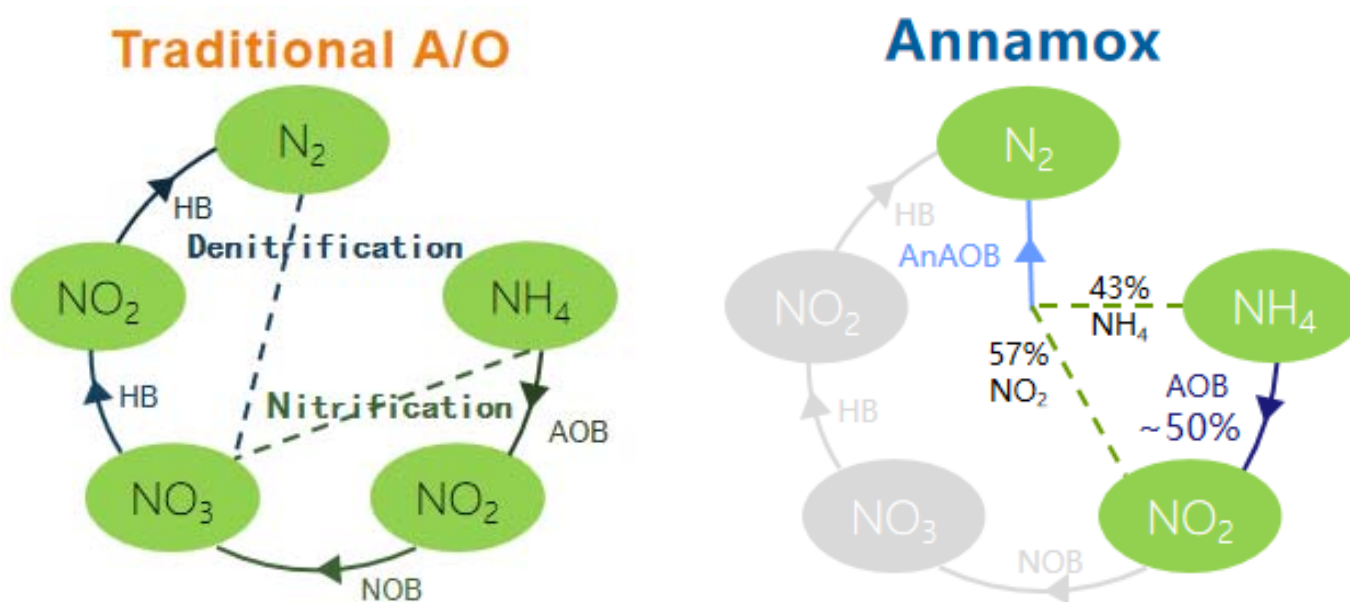 Traditional A/O
N₂
HB
Denitrification
NO₂
NH₄
HB
Nitrification
AOB
NO₃
NO₂
NOB
Annamox
N₂
HB
AnAOB
NO₂
43%
NH₄
NH₄
57%
NO₂
HB
AOB
~50%
NO₃
NO₂
NOB